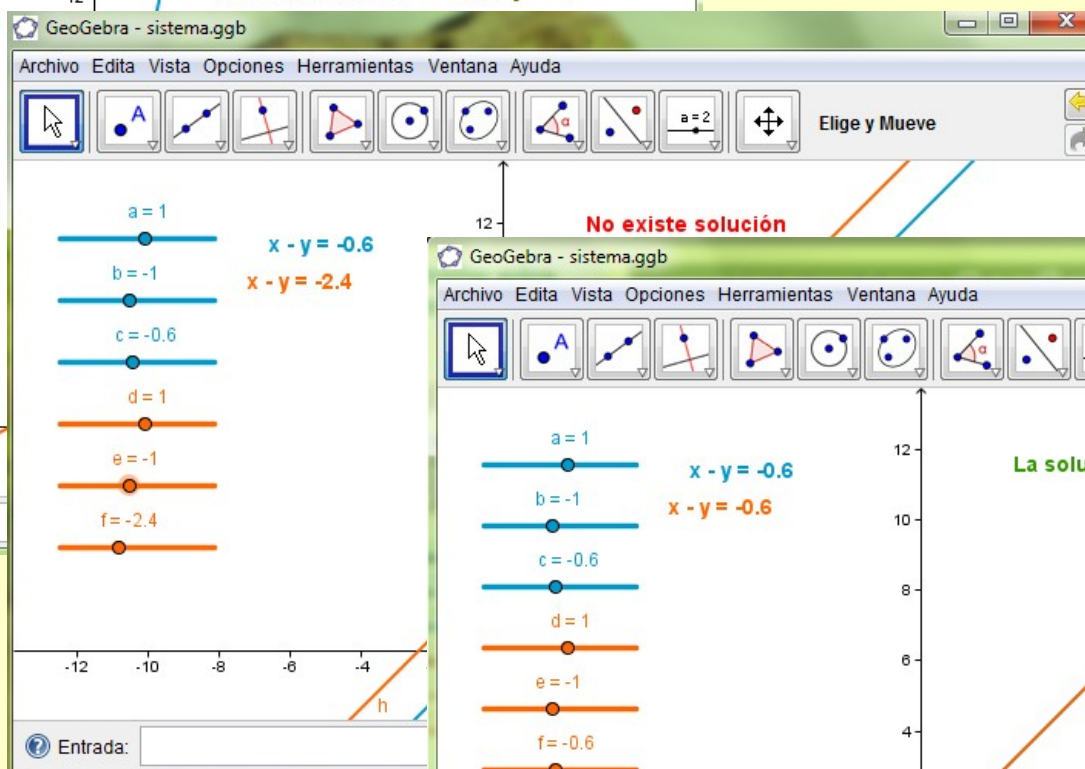 12
GeoGebra - sistema.ggb
Archivo Edita Vista Opciones Herramientas Ventana Ayuda
A
α
a = 2
Elige y Mueve
a = 1
b = -1
c = -0.6
d = 1
e = -1
f = -2.4
x - y = -0.6
x - y = -2.4
12
No existe solución
-12 -10 -8 -6 -4
h
Entrada:
GeoGebra - sistema.ggb
Archivo Edita Vista Opciones Herramientas Ventana Ayuda
A
α
a = 1
b = -1
c = -0.6
d = 1
e = -1
f = -0.6
x - y = -0.6
x - y = -0.6
12
10
8
6
4
La solu